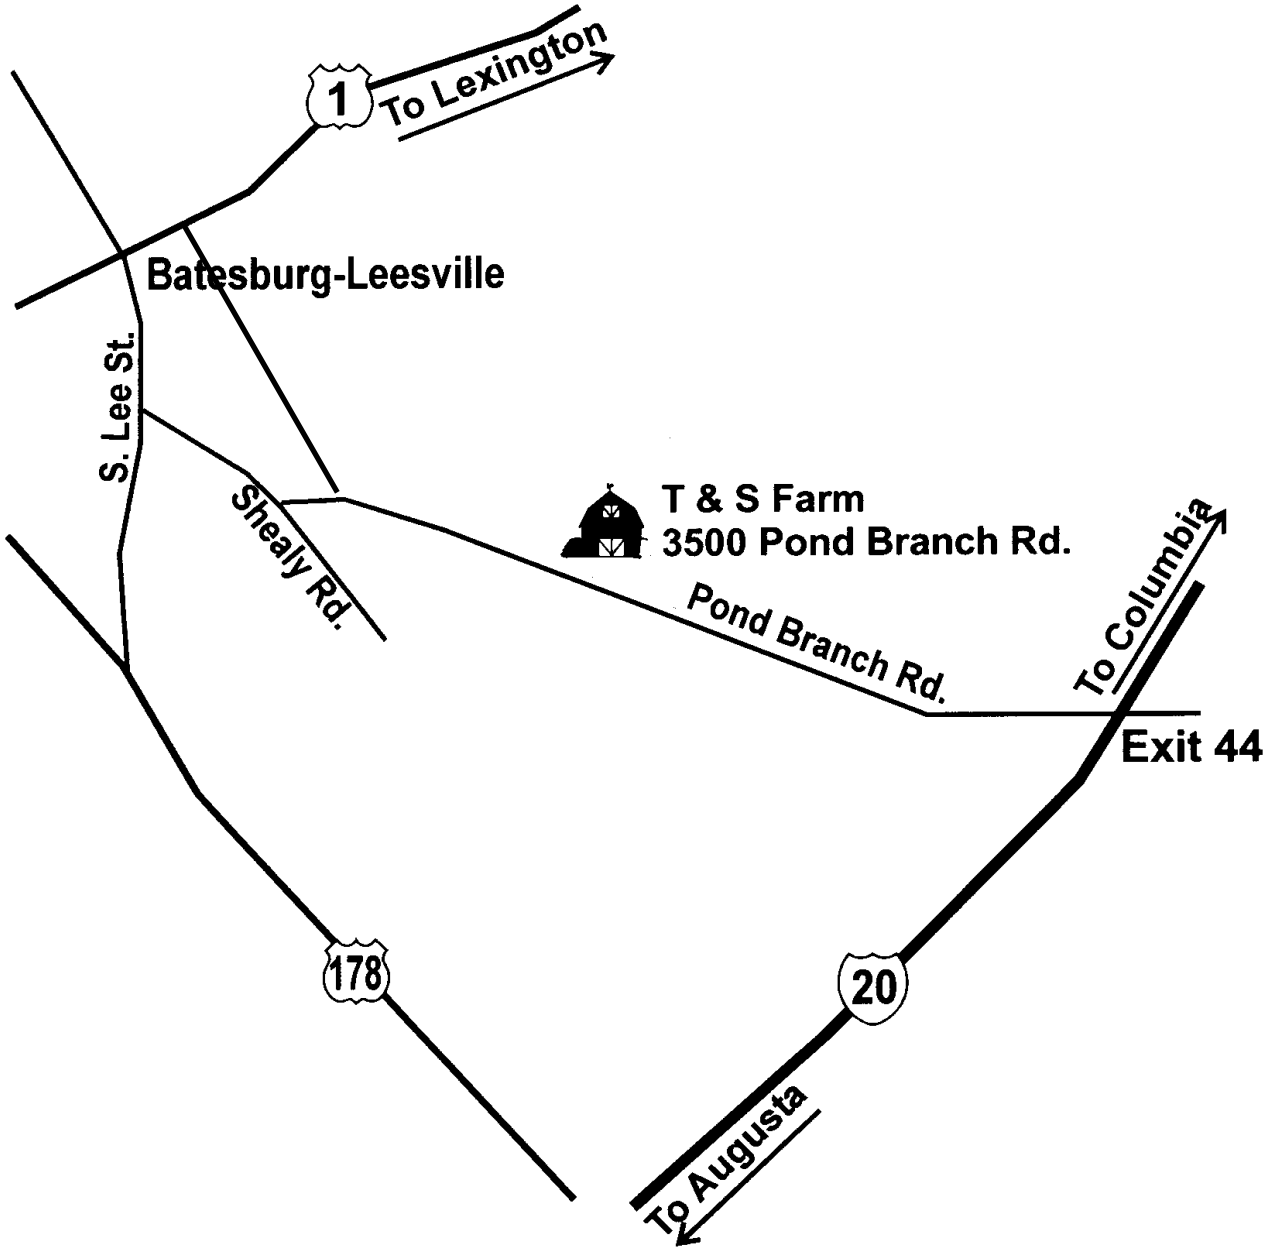 1
To Lexington
Batesburg-Leesville
S. Lee St.
Shealy Rd.
T & S Farm
3500 Pond Branch Rd.
Pond Branch Rd.
To Columbia
Exit 44
178
20
To Augusta